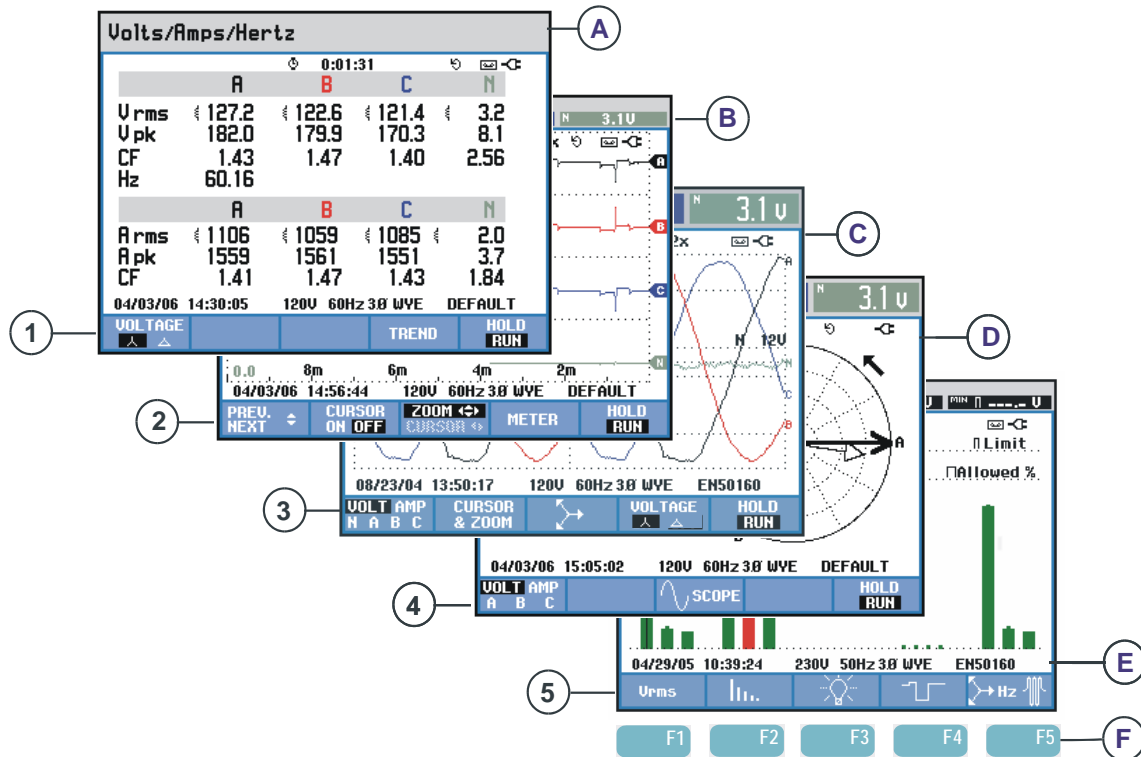 Volts/Amps/Hertz
A
0:01:31
A B C N
Vrms 127.2 122.6 121.4 3.2
Vpk 182.0 179.9 170.3 8.1
CF 1.43 1.47 1.40 2.56
Hz 60.16
A B C N
Arms 1106 1059 1085 2.0
Apk 1559 1561 1551 3.7
CF 1.41 1.47 1.43 1.84
04/03/06 14:30:05 120V 60Hz 3Ø WYE DEFAULT
1
VOLTAGE TREND HOLD
RUN
N 3.1V
B
x
A
B
C
N
0.0 8m 6m 4m 2m
04/03/06 14:56:44 120V 60Hz 3Ø WYE DEFAULT
2
PREV. NEXT
CURSOR ON OFF
ZOOM
CURSOR
METER
HOLD
RUN
N 3.1 V
C
2x
A
N 12V
N
C
B
08/23/04 13:50:17 120V 60Hz 3Ø WYE EN50160
3
VOLT AMP
N A B C
CURSOR
& ZOOM
VOLTAGE
HOLD
RUN
N 3.1 V
D
A
04/03/06 15:05:02 120V 60Hz 3Ø WYE DEFAULT
4
VOLT AMP
A B C
SCOPE
HOLD
RUN
MIN ---.- V
Limit
Allowed %
04/29/05 10:39:24 230V 50Hz 3Ø WYE EN50160
E
5
Vrms
Hz
F1 F2 F3 F4 F5
F